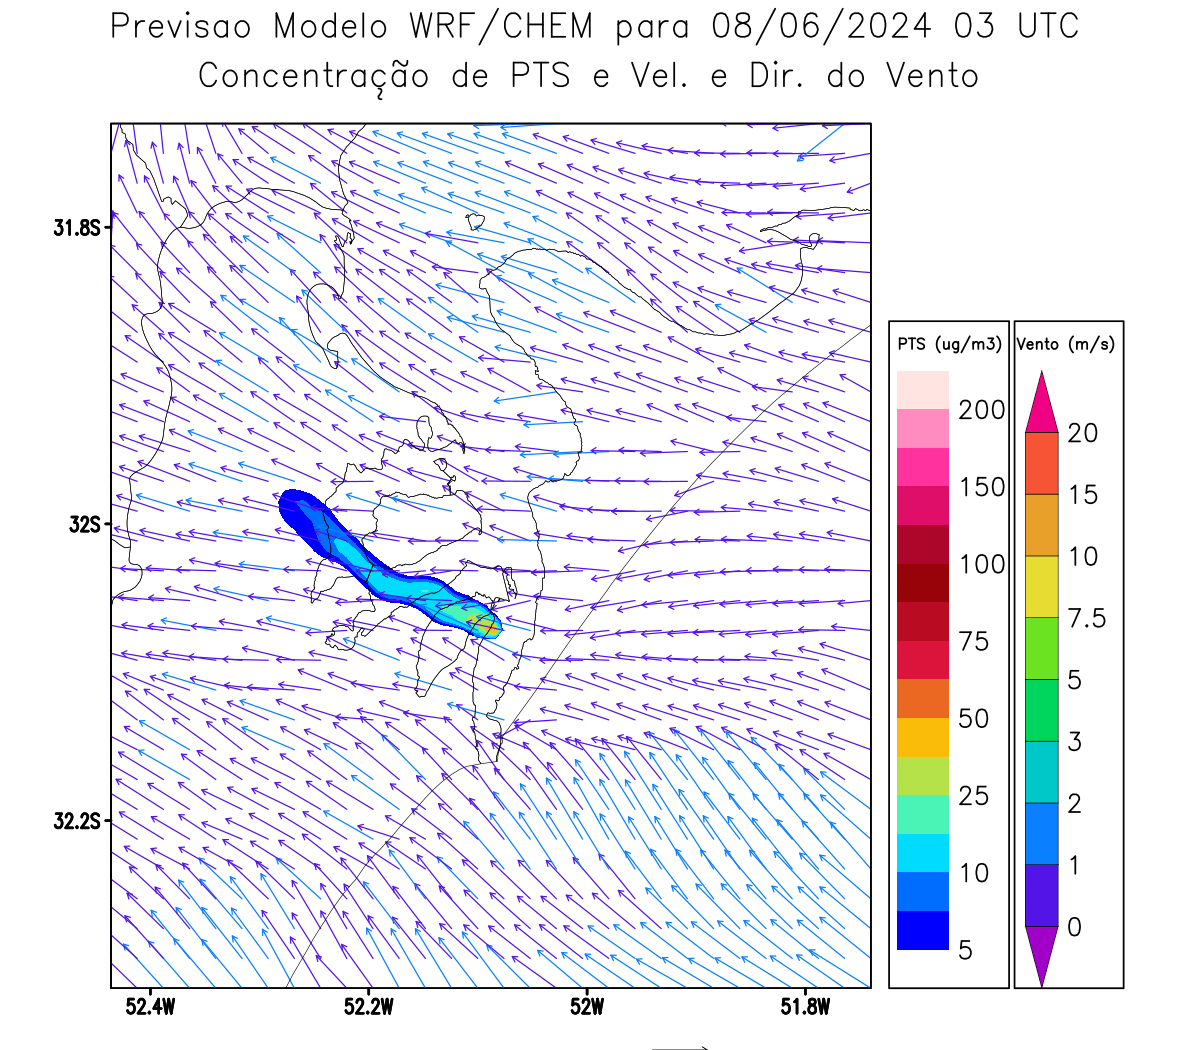 Previsao Modelo WRF/CHEM para 08/06/2024 03 UTC
Concentração de PTS e Vel. e Dir. do Vento
31.8S
32S
32.2S
52.4W
52.2W
52W
51.8W
PTS (ug/m3)
200
150
100
75
50
25
10
5
Vento (m/s)
20
15
10
7.5
5
3
2
1
0